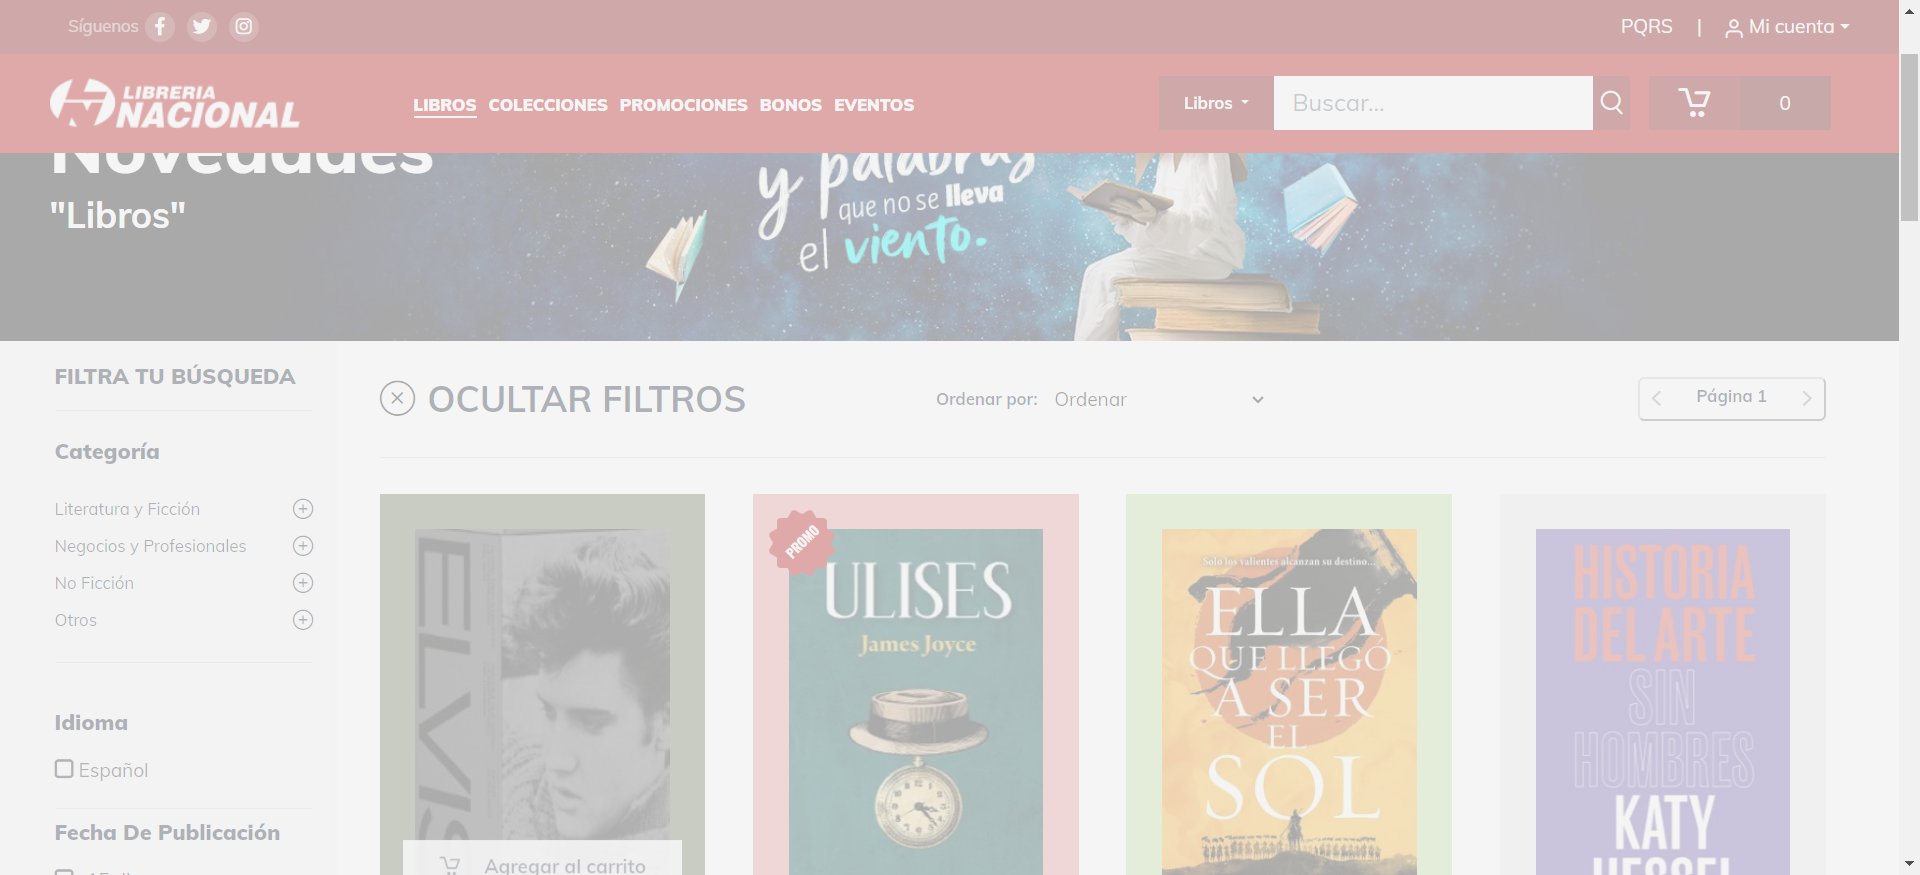 Síguenos
PQRS | Mi cuenta
LIBRERIA
NACIONAL
LIBROS COLECCIONES PROMOCIONES BONOS EVENTOS
Libros
Buscar...
0
Novedades
"Libros"
y palabras
que no se lleva
el viento.
FILTRA TU BÚSQUEDA
OCULTAR FILTROS
Ordenar por: Ordenar
Página 1
Categoría
Literatura y Ficción
Negocios y Profesionales
No Ficción
Otros
Idioma
Español
Fecha De Publicación
ELVIS
Agregar al carrito
PROMO
ULISES
James Joyce
Solo los valientes alcanzan su destino...
ELLA
QUE LLEGÓ
A SER
EL
SOL
HISTORIA
DEL ARTE
SIN
HOMBRES
KATY
HESSEL